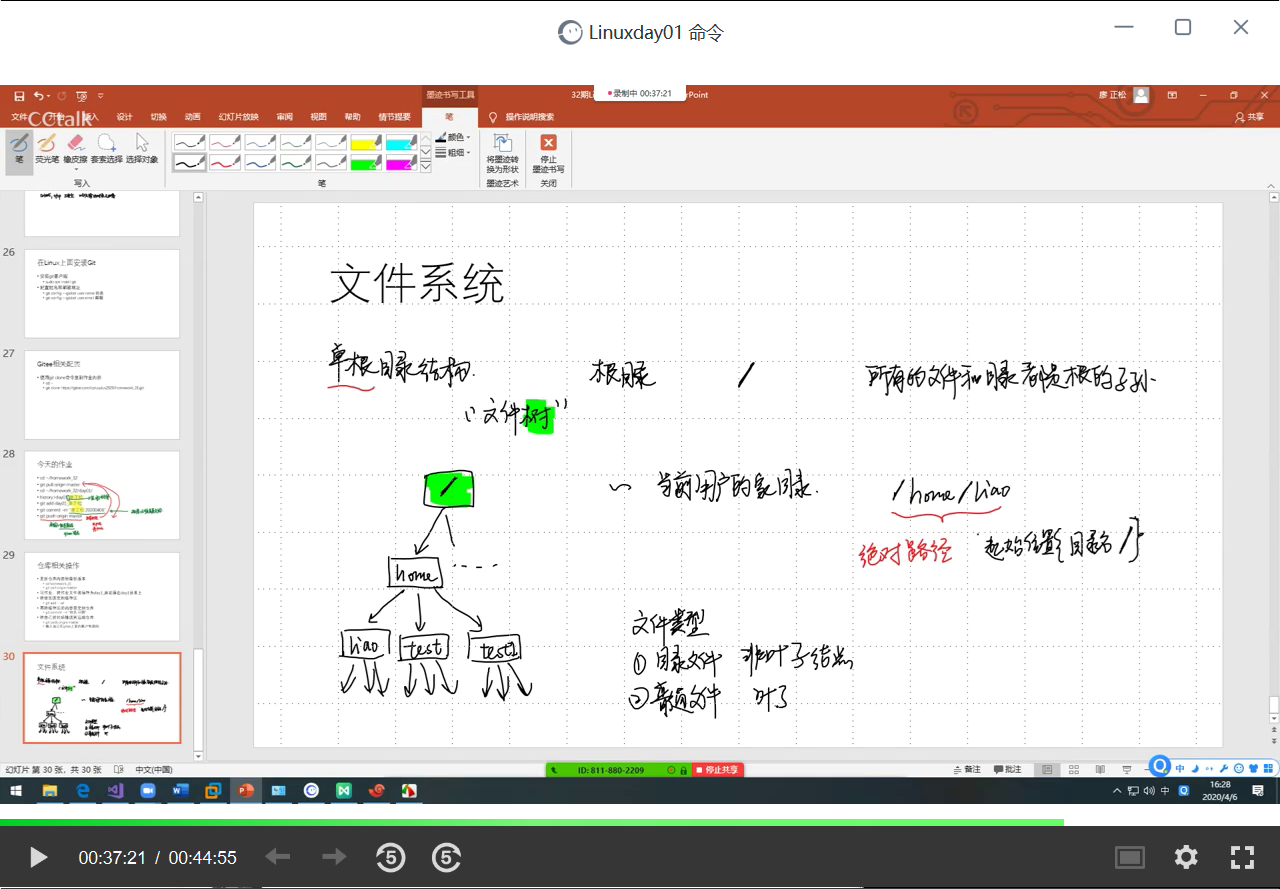 Linuxday01 命令
录制中 00:37:21
廖 正松
CCtalk
墨迹书写工具
文件
开始
插入
设计
切换
动画
幻灯片放映
审阅
视图
帮助
情节提要
笔
操作说明搜索
共享
笔
荧光笔
橡皮擦
套索选择
选择对象
写入
颜色
粗细
笔
将墨迹转换为形状
墨迹艺术
停止墨迹书写
关闭
26
在Linux上面安装Git
27
Gitee相关配置
28
今天的作业
29
仓库相关操作
30
文件系统
文件系统
单根目录结构.
根目录
/
所有的文件和目录都是根的子孙.
“文件树”
/
~ 当前用户的家目录.
/home/liao
绝对路径
起始位置{目录名/}
home
liao
test
test2
文件类型
① 目录文件 非叶子结点
② 普通文件 叶子
幻灯片 第 30 张，共 30 张
中文(中国)
ID: 811-880-2209
停止共享
备注
批注
中
16:28
2020/4/6
00:37:21 / 00:44:55
5
5